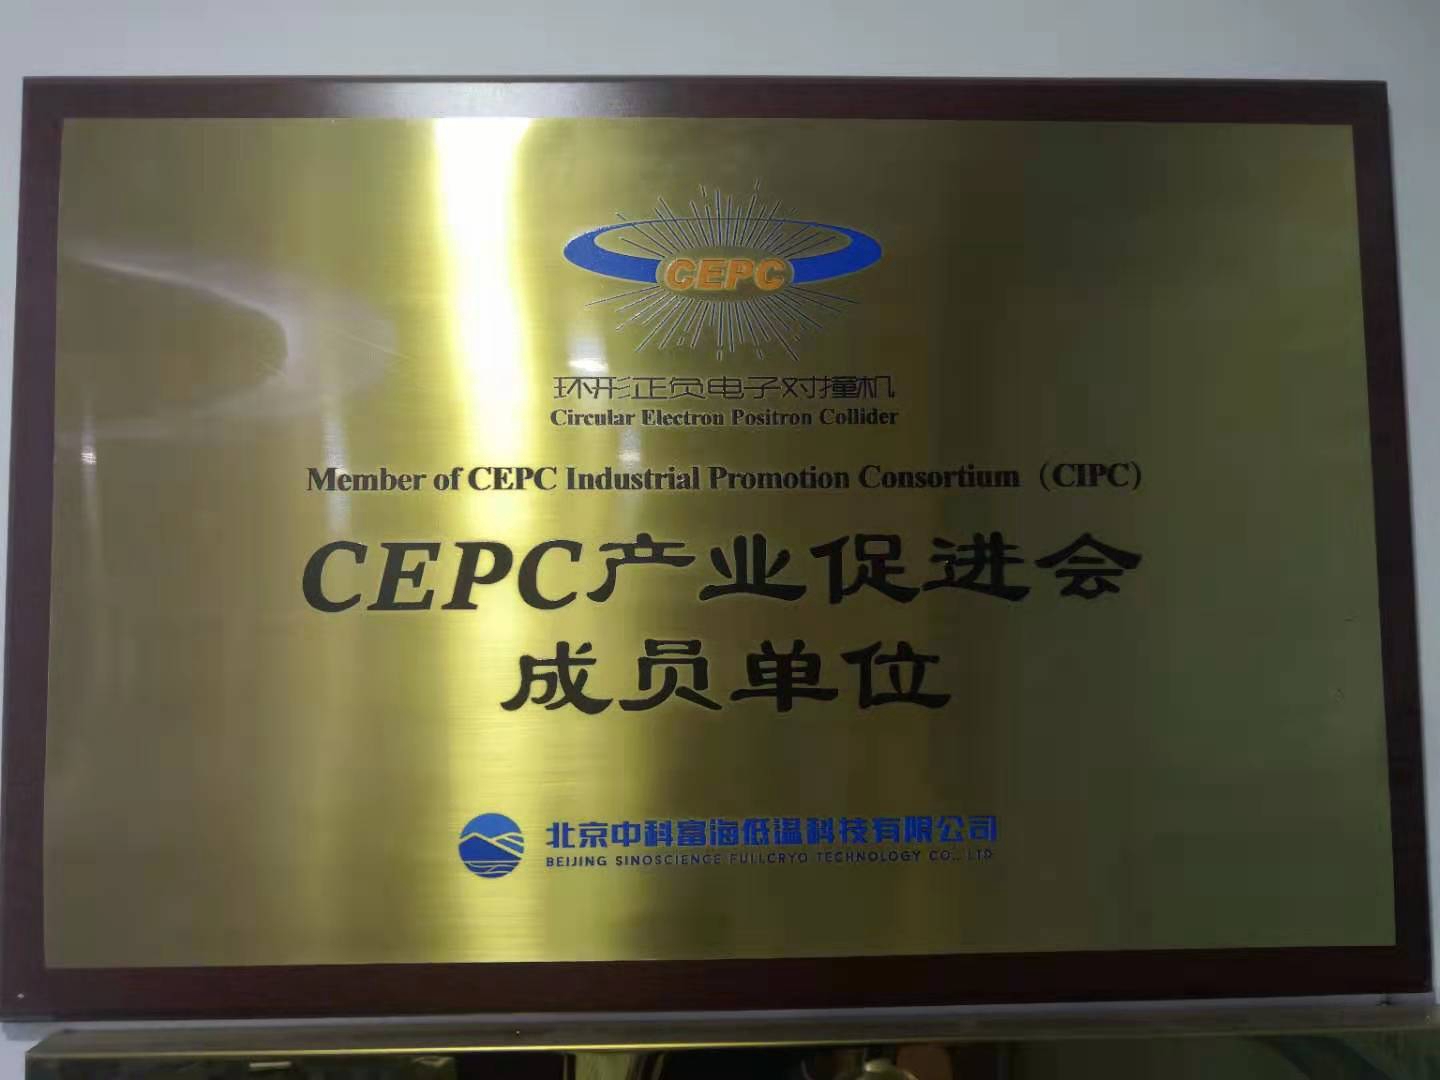 CEPC
环形正负电子对撞机
Circular Electron Positron Collider
Member of CEPC Industrial Promotion Consortium（CIPC）
CEPC产业促进会
成员单位
北京中科富海低温科技有限公司
BEIJING SINOSCIENCE FULLCRYO TECHNOLOGY CO., LTD